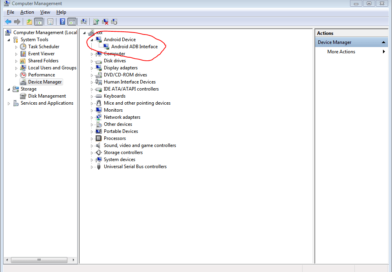 Computer Management
File Action View Help
Computer Management (Local
System Tools
Task Scheduler
Event Viewer
Shared Folders
Local Users and Groups
Performance
Device Manager
Storage
Disk Management
Services and Applications
Android Device
Android ADB Interface
Computer
Disk drives
Display adapters
DVD/CD-ROM drives
Human Interface Devices
IDE ATA/ATAPI controllers
Keyboards
Mice and other pointing devices
Monitors
Network adapters
Other devices
Portable Devices
Processors
Sound, video and game controllers
Storage controllers
System devices
Universal Serial Bus controllers
Actions
Device Manager
More Actions